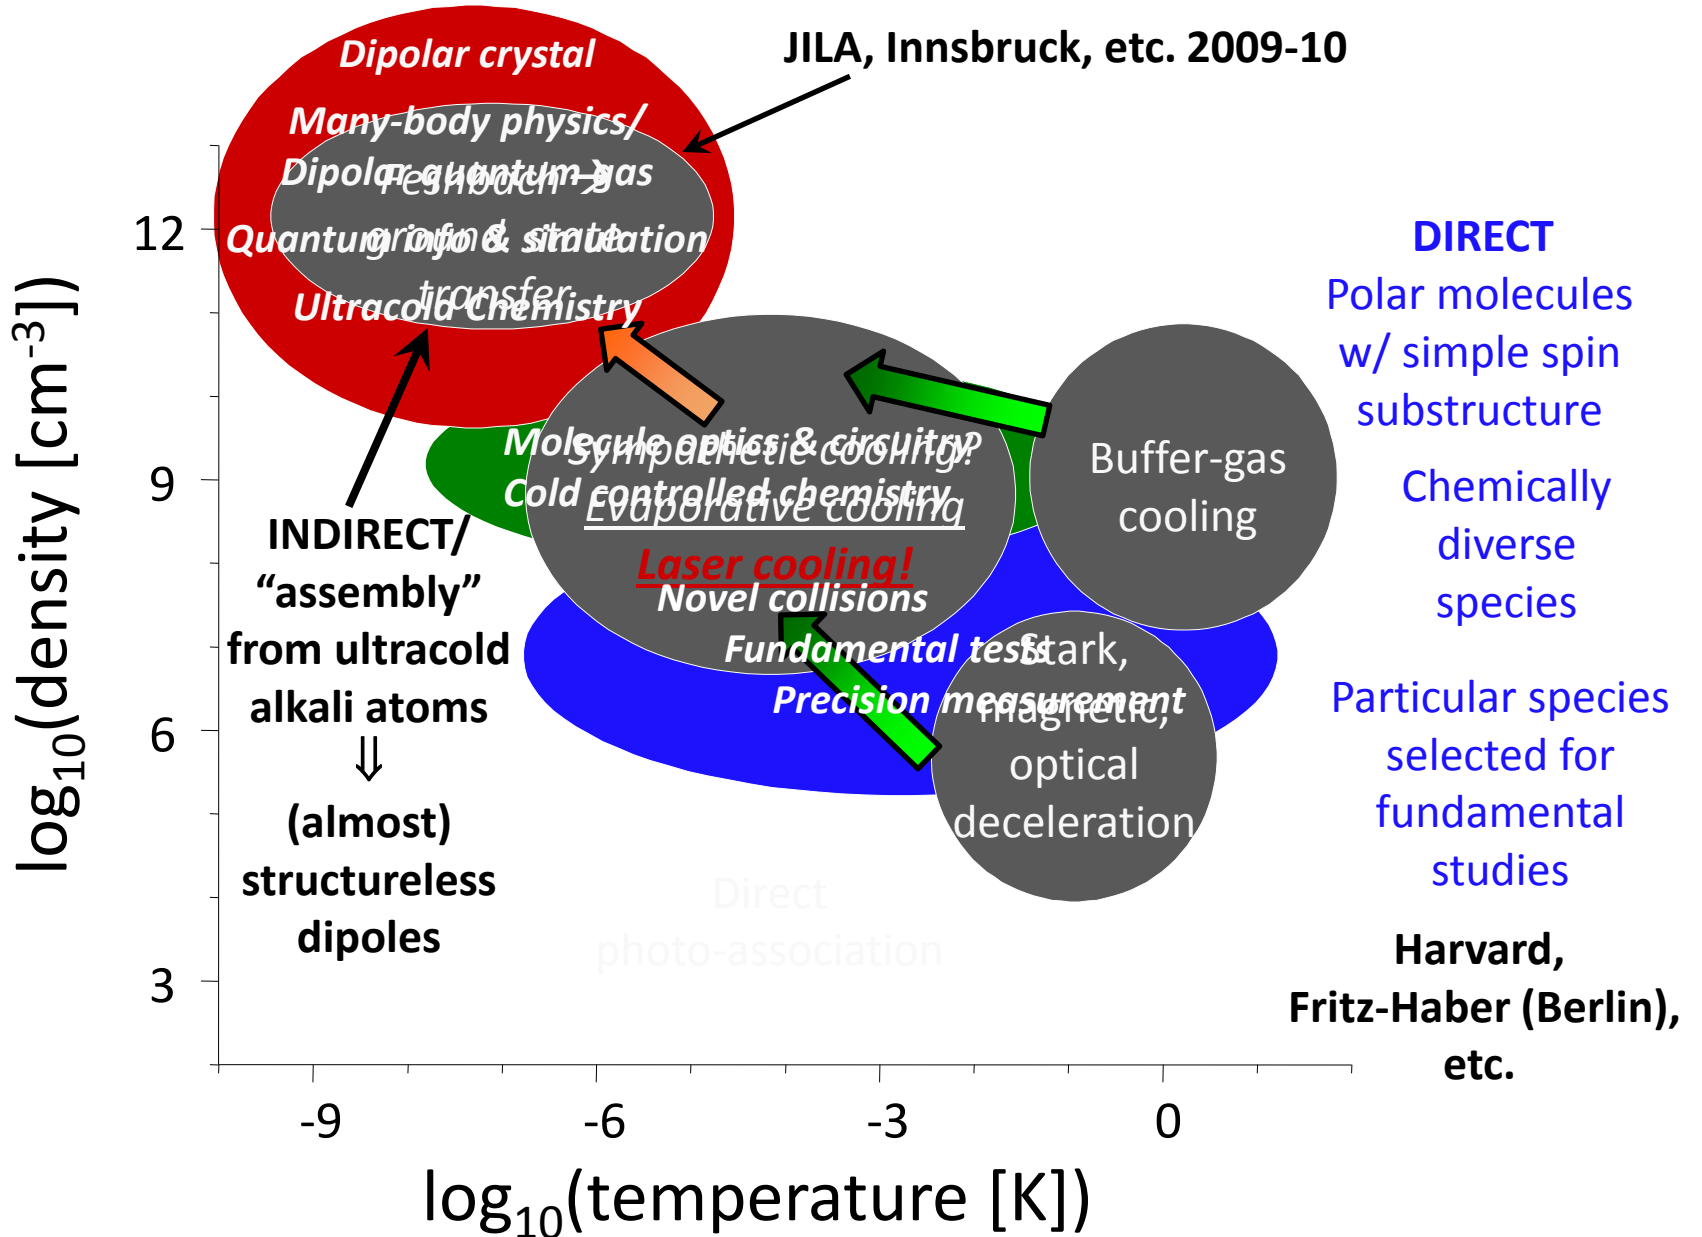 Dipolar crystal
JILA, Innsbruck, etc. 2009-10
Many-body physics/
Dipolar quantum gas
Feshbach →
Quantum info & simulation
ground state
transfer
Ultracold Chemistry
log10(density [cm-3])
12
9
6
3
DIRECT
Polar molecules
w/ simple spin
substructure
Chemically
diverse
species
Particular species
selected for
fundamental
studies
Harvard,
Fritz-Haber (Berlin),
etc.
Molecule optics & circuitry
Sympathetic cooling?
Cold controlled chemistry
Evaporative cooling
Laser cooling!
Novel collisions
Fundamental tests
Precision measurement
Buffer-gas
cooling
Stark,
magnetic,
optical
deceleration
INDIRECT/
“assembly”
from ultracold
alkali atoms
⇓
(almost)
structureless
dipoles
Direct
photo-association
-9
-6
-3
0
log10(temperature [K])